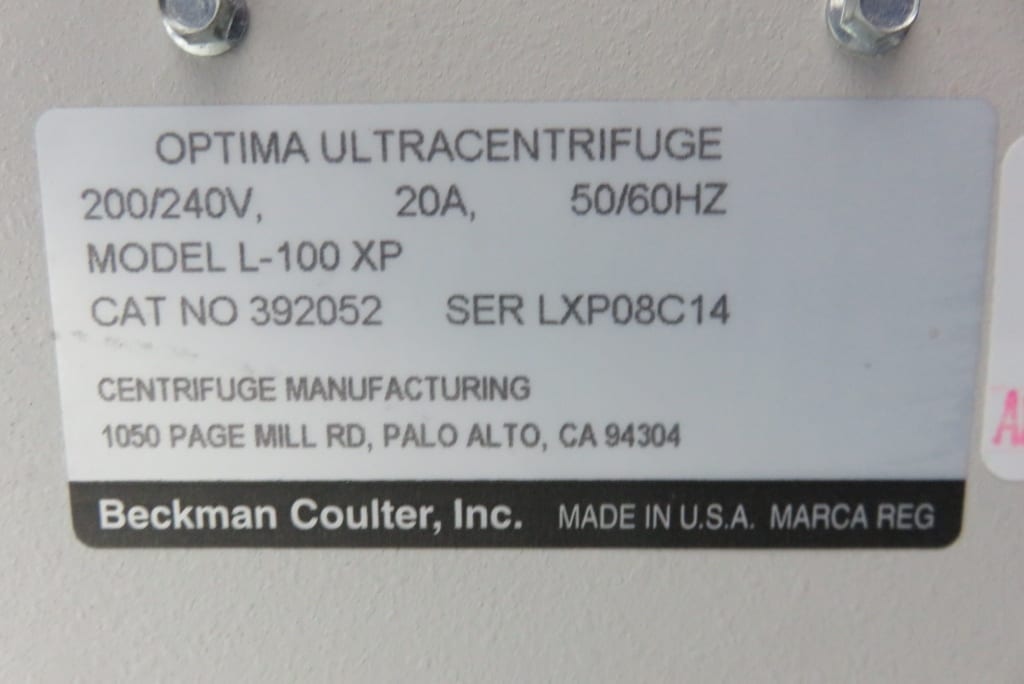 OPTIMA ULTRACENTRIFUGE
200/240V, 20A, 50/60HZ
MODEL L-100 XP
CAT NO 392052 SER LXP08C14
CENTRIFUGE MANUFACTURING
1050 PAGE MILL RD, PALO ALTO, CA 94304
Beckman Coulter, Inc. MADE IN U.S.A. MARCA REG